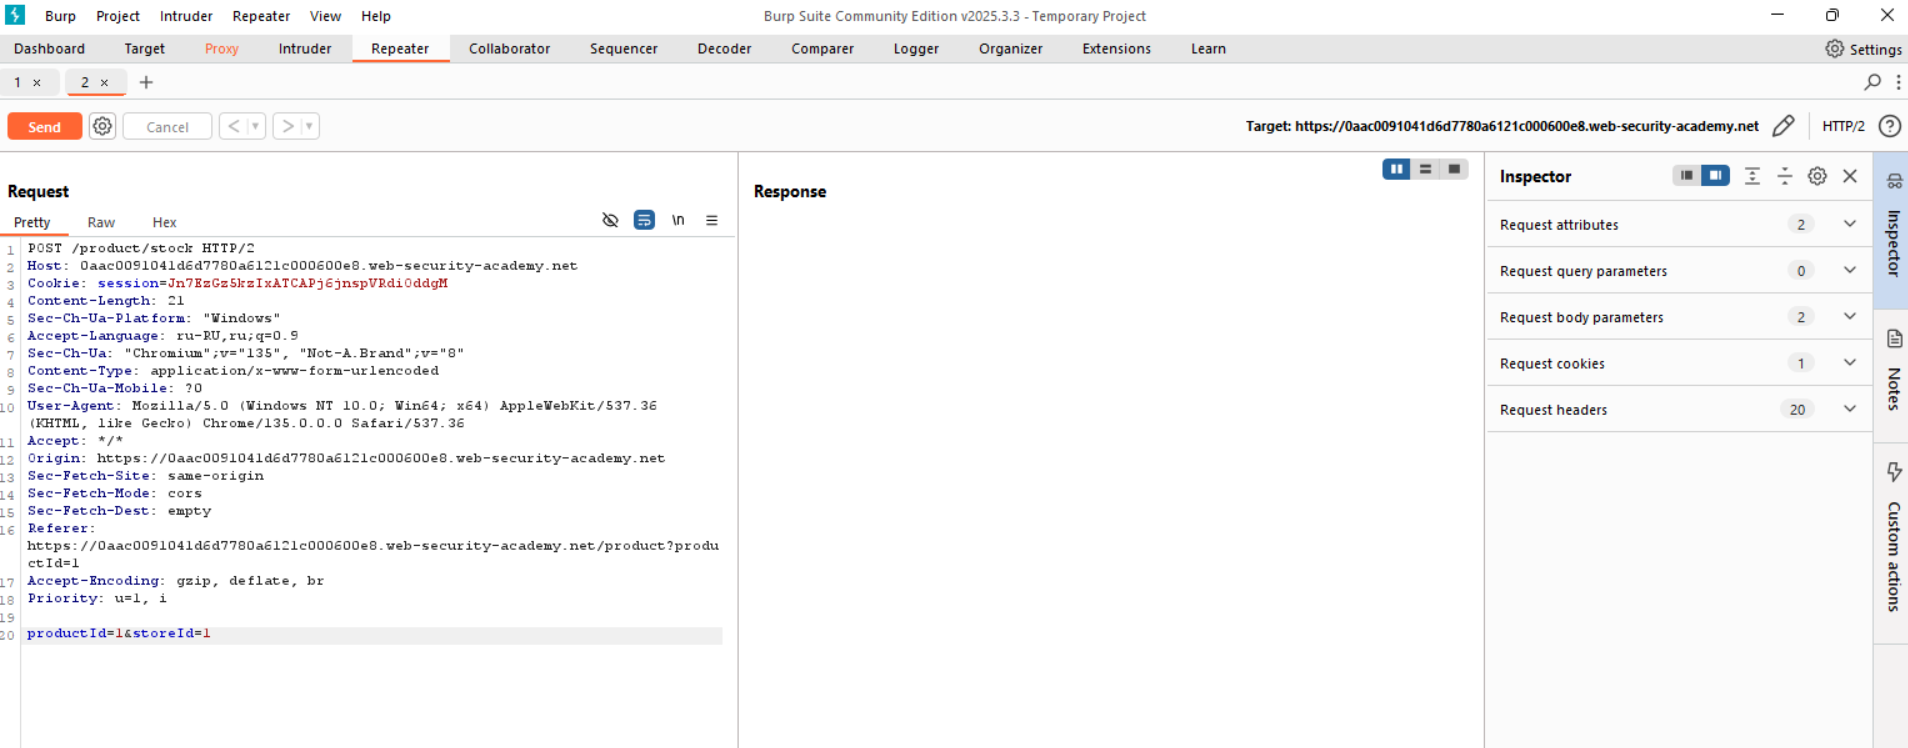 Burp Project Intruder Repeater View Help
Burp Suite Community Edition v2025.3.3 - Temporary Project
Dashboard Target Proxy Intruder Repeater Collaborator Sequencer Decoder Comparer Logger Organizer Extensions Learn
Settings
1 × 2 × +
Send Cancel < >
Target: https://0aac0091041d6d7780a6121c000600e8.web-security-academy.net
HTTP/2
Request
Pretty Raw Hex
\n
1 POST /product/stock HTTP/2
2 Host: 0aac0091041d6d7780a6121c000600e8.web-security-academy.net
3 Cookie: session=Jn7EzGz5kzIxATCAPj6jnspVRdi0ddgM
4 Content-Length: 21
5 Sec-Ch-Ua-Platform: "Windows"
6 Accept-Language: ru-RU,ru;q=0.9
7 Sec-Ch-Ua: "Chromium";v="135", "Not-A.Brand";v="8"
8 Content-Type: application/x-www-form-urlencoded
9 Sec-Ch-Ua-Mobile: ?0
10 User-Agent: Mozilla/5.0 (Windows NT 10.0; Win64; x64) AppleWebKit/537.36
(KHTML, like Gecko) Chrome/135.0.0.0 Safari/537.36
11 Accept: */*
12 Origin: https://0aac0091041d6d7780a6121c000600e8.web-security-academy.net
13 Sec-Fetch-Site: same-origin
14 Sec-Fetch-Mode: cors
15 Sec-Fetch-Dest: empty
16 Referer:
https://0aac0091041d6d7780a6121c000600e8.web-security-academy.net/product?produ
ctId=1
17 Accept-Encoding: gzip, deflate, br
18 Priority: u=1, i
19
20 productId=1&storeId=1
Response
Inspector
Request attributes 2
Request query parameters 0
Request body parameters 2
Request cookies 1
Request headers 20
Inspector
Notes
Custom actions